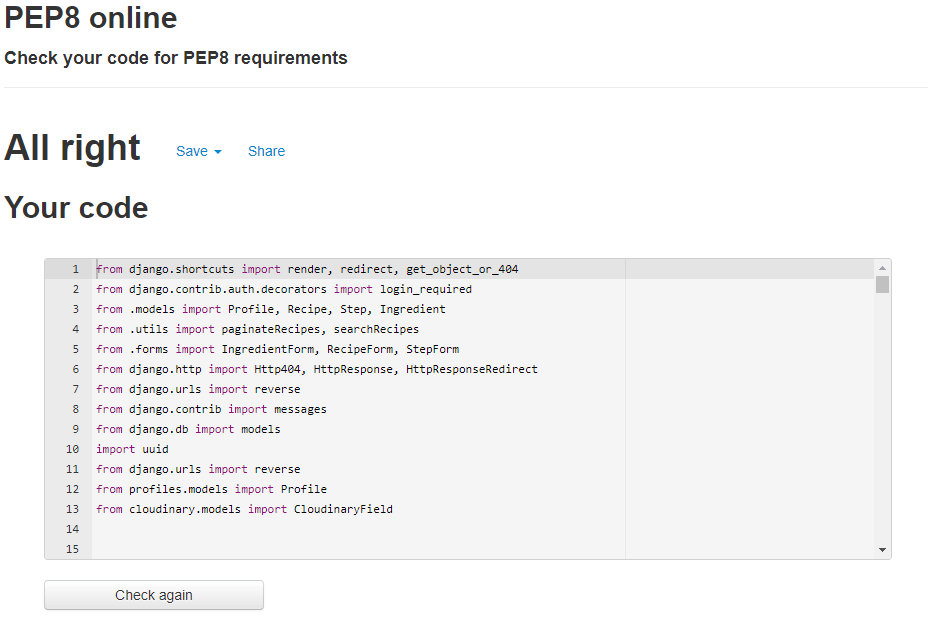 PEP8 online
Check your code for PEP8 requirements
All right Save Share
Your code
1 from django.shortcuts import render, redirect, get_object_or_404
2 from django.contrib.auth.decorators import login_required
3 from .models import Profile, Recipe, Step, Ingredient
4 from .utils import paginateRecipes, searchRecipes
5 from .forms import IngredientForm, RecipeForm, StepForm
6 from django.http import Http404, HttpResponse, HttpResponseRedirect
7 from django.urls import reverse
8 from django.contrib import messages
9 from django.db import models
10 import uuid
11 from django.urls import reverse
12 from profiles.models import Profile
13 from cloudinary.models import CloudinaryField
14
15
Check again